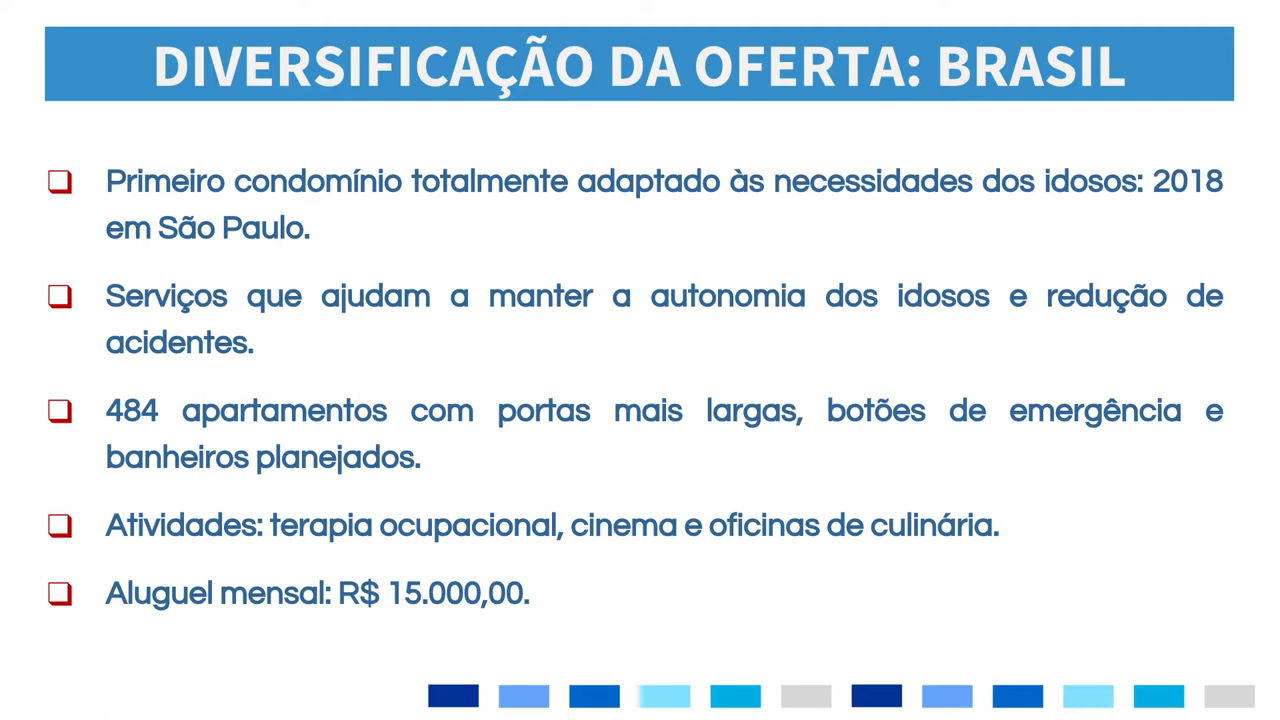 DIVERSIFICAÇÃO DA OFERTA: BRASIL
Primeiro condomínio totalmente adaptado às necessidades dos idosos: 2018
em São Paulo.
Serviços que ajudam a manter a autonomia dos idosos e redução de
acidentes.
484 apartamentos com portas mais largas, botões de emergência e
banheiros planejados.
Atividades: terapia ocupacional, cinema e oficinas de culinária.
Aluguel mensal: R$ 15.000,00.